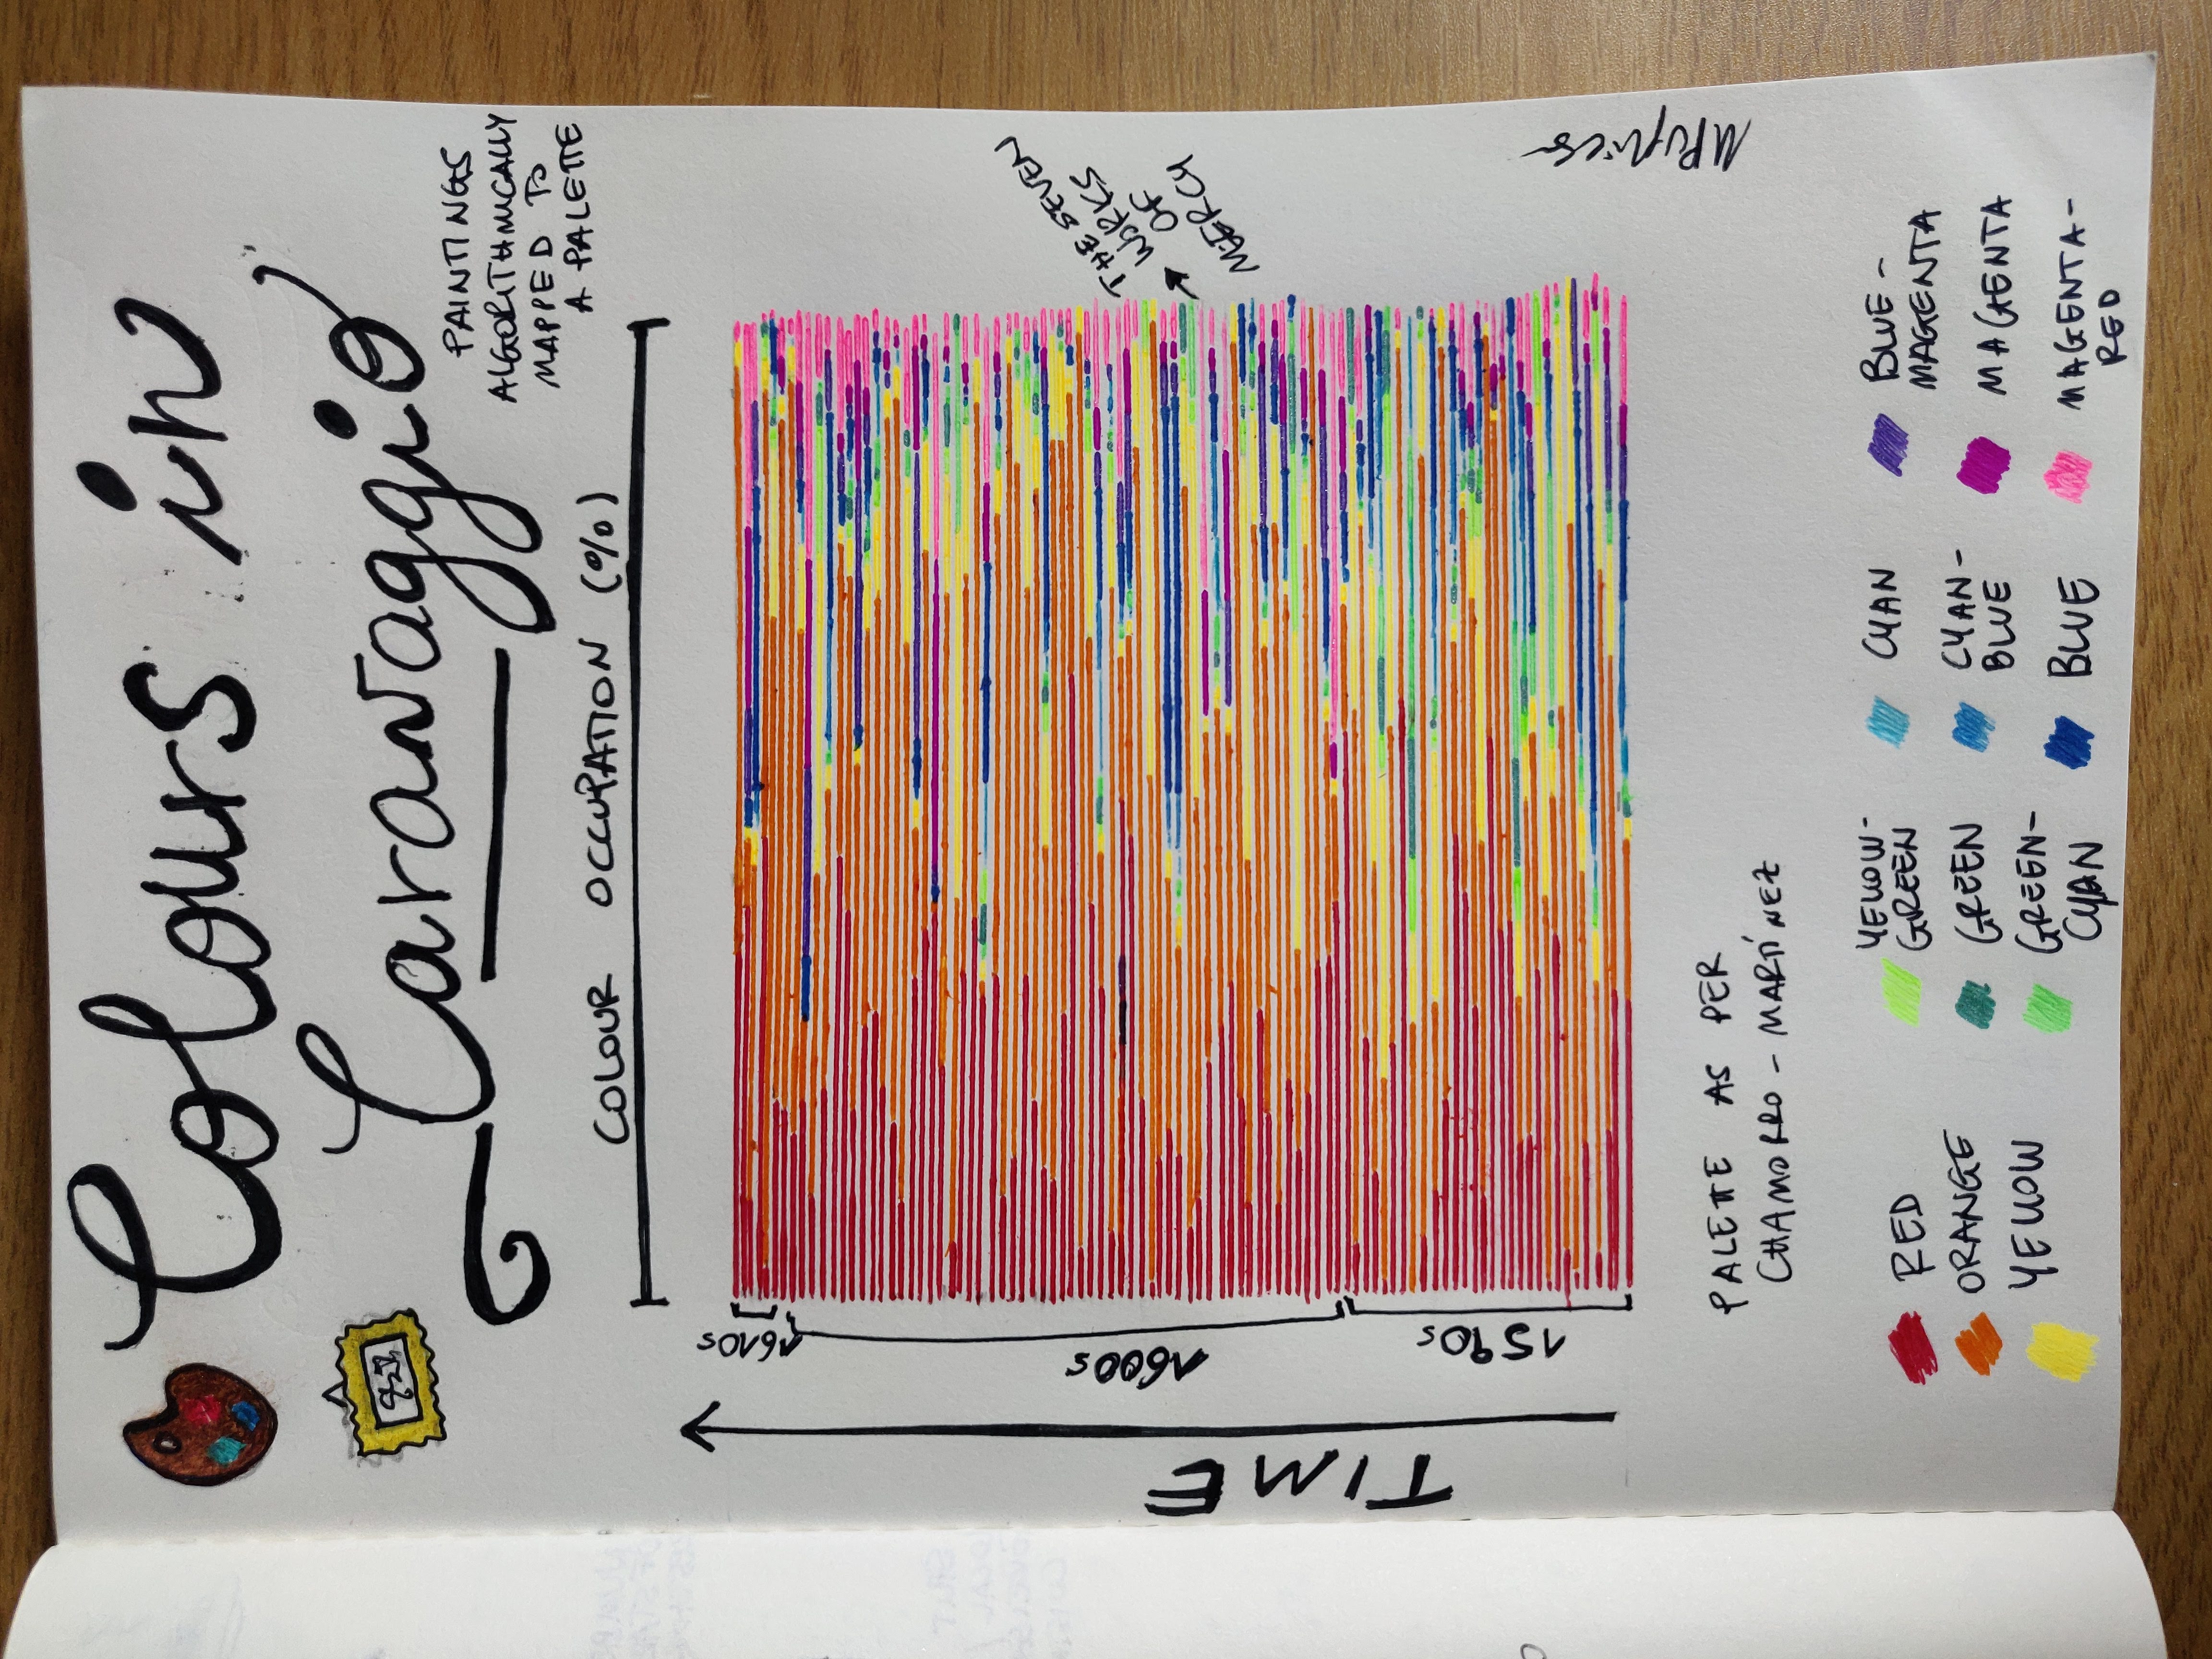 Colours in
Caravaggio
PAINTINGS
ALGORITHMICALLY
MAPPED TO
A PALETTE
COLOUR OCCUPATION (%)
TIME
1610s
1600s
1590s
THE SEVEN
WORKS
OF
MERCY
PALETTE AS PER
CHAMORRO-MARTÍNEZ
RED
ORANGE
YELLOW
YELLOW-
GREEN
GREEN
GREEN-
CYAN
CYAN
CYAN-
BLUE
BLUE
BLUE-
MAGENTA
MAGENTA
MAGENTA-
RED